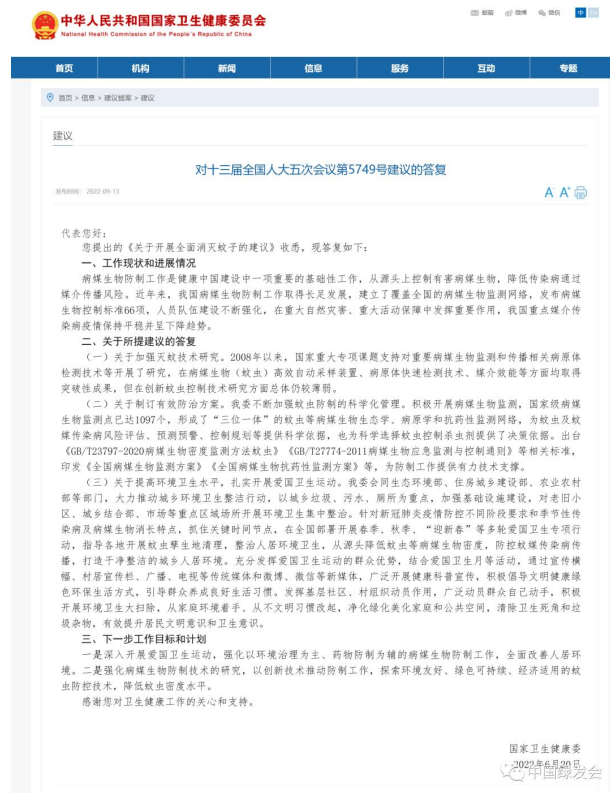 中华人民共和国国家卫生健康委员会
National Health Commission of the People's Republic of China
邮箱 微博 微信 中
首页 机构 新闻 信息 服务 互动 专题
首页 > 信息 > 建议提案 > 建议
建议
对十三届全国人大五次会议第5749号建议的答复
发布时间: 2022-09-13
A⁻ A⁺
代表您好:
您提出的《关于开展全面消灭蚊子的建议》收悉,现答复如下:
一、工作现状和进展情况
病媒生物防制工作是健康中国建设中一项重要的基础性工作,从源头上控制有害病媒生物,降低传染病通过
媒介传播风险。近年来,我国病媒生物防制工作取得长足发展,建立了覆盖全国的病媒生物监测网络,发布病媒
生物控制标准66项,人员队伍建设不断强化,在重大自然灾害、重大活动保障中发挥重要作用,我国重点媒介传
染病疫情保持平稳并呈下降趋势。
二、关于所提建议的答复
(一)关于加强灭蚊技术研究。2008年以来,国家重大专项课题支持对重要病媒生物监测和传播相关病原体
检测技术等开展了研究,在病媒生物(蚊虫)高效自动采样装置、病原体快速检测技术、媒介效能等方面均取得
突破性成果,但在创新蚊虫控制技术研究方面总体仍较薄弱。
(二)关于制订有效防治方案。我委不断加强蚊虫防制的科学化管理。积极开展病媒生物监测,国家级病媒
生物监测点已达1097个,形成了“三位一体”的蚊虫等病媒生物生态学、病原学和抗药性监测网络,为蚊虫及蚊
媒传染病风险评估、预测预警、控制规划等提供科学依据,也为科学选择蚊虫控制杀虫剂提供了决策依据。出台
《GB/T23797-2020病媒生物密度监测方法蚊虫》《GB/T27774-2011病媒生物应急监测与控制通则》等相关标准,
印发《全国病媒生物监测方案》《全国病媒生物抗药性监测方案》等,为防制工作提供有力技术支撑。
(三)关于提高环境卫生水平,扎实开展爱国卫生运动。我委会同生态环境部、住房城乡建设部、农业农村
部等部门,大力推动城乡环境卫生整洁行动,以城乡垃圾、污水、厕所为重点,加强基础设施建设,对老旧小
区、城乡结合部、市场等重点区域场所开展环境卫生集中整治。针对新冠肺炎疫情防控不同阶段要求和季节性传
染病及病媒生物消长特点,抓住关键时间节点,在全国部署开展春季、秋季、“迎新春”等多轮爱国卫生专项行
动,指导各地开展蚊虫孳生地清理,整治人居环境卫生,从源头降低蚊虫等病媒生物密度,防控蚊媒传染病传
播,打造干净整洁的城乡人居环境。充分发挥爱国卫生运动的群众优势,结合爱国卫生月等活动,通过宣传横
幅、村居宣传栏、广播、电视等传统媒体和微博、微信等新媒体,广泛开展健康科普宣传,积极倡导文明健康绿
色环保生活方式,引导群众养成良好生活习惯。发挥基层社区、村组织动员作用,广泛动员群众自己动手,积极
开展环境卫生大扫除,从家庭环境着手、从不文明习惯改起,净化绿化美化家庭和公共空间,清除卫生死角和垃
圾杂物,有效提升居民文明意识和卫生意识。
三、下一步工作目标和计划
一是深入开展爱国卫生运动,强化以环境治理为主、药物防制为辅的病媒生物防制工作,全面改善人居环
境。二是强化病媒生物防制技术的研究,以创新技术推动防制工作,探索环境友好、绿色可持续、经济适用的蚊
虫防控技术,降低蚊虫密度水平。
感谢您对卫生健康工作的关心和支持。
国家卫生健康委
2022年6月20日
中国绿发会